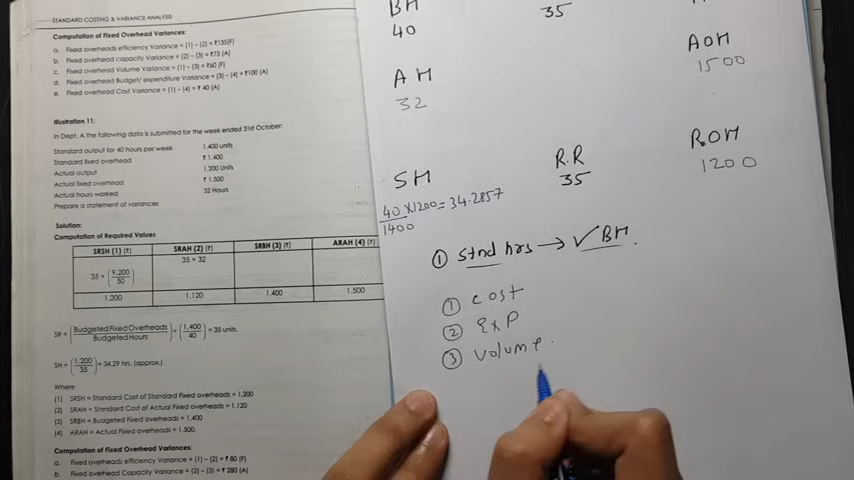 STANDARD COSTING & VARIANCE ANALYSIS
Computation of Fixed Overhead Variances:
a. Fixed overheads efficiency Variance = (1) – (2) = ₹135(F)
b. Fixed overhead capacity Variance = (2) – (3) = ₹75 (A)
c. Fixed overhead Volume Variance = (1) – (3) = ₹60 (F)
d. Fixed overhead Budget/ expenditure Variance = (3) – (4) = ₹100 (A)
e. Fixed overhead Cost Variance = (1) – (4) = ₹ 40 (A)
Illustration 11:
In Dept. A the following data is submitted for the week ended 31st October:
Standard output for 40 hours per week 1,400 units
Standard fixed overhead ₹ 1,400
Actual output 1,200 Units
Actual fixed overhead ₹ 1,500
Actual hours worked 32 Hours
Prepare a statement of variances
Solution:
Computation of Required Values
SRSH (1) (₹) SRAH (2) (₹) SRBH (3) (₹) ARAH (4) (₹)
35 × 32
35 × (9,200/50)
1,200 1,120 1,400 1,500
SR = (Budgeted Fixed Overheads/Budgeted Hours) = (1,400/40) = 35 units.
SH = (1,200/35) = 34.29 hrs. (approx.)
Where
(1) SRSH = Standard Cost of Standard Fixed Overheads = 1,200
(2) SRAH = Standard Cost of Actual Fixed Overheads = 1,120
(3) SRBH = Budgeted Fixed Overheads = 1,400
(4) ARAH = Actual Fixed Overheads = 1,500.
Computation of Fixed Overhead Variances:
a. Fixed overheads efficiency Variance = (1) – (2) = ₹ 80 (F)
b. Fixed overhead Capacity Variance = (2) – (3) = ₹ 280 (A)
BH
40
35
AH
32
AOH
1500
SH
R.R
35
ROH
1200
40/1400 × 1200 = 34.2857
① Stnd hrs → ✓ BH.
① cost
② Exp
③ volume